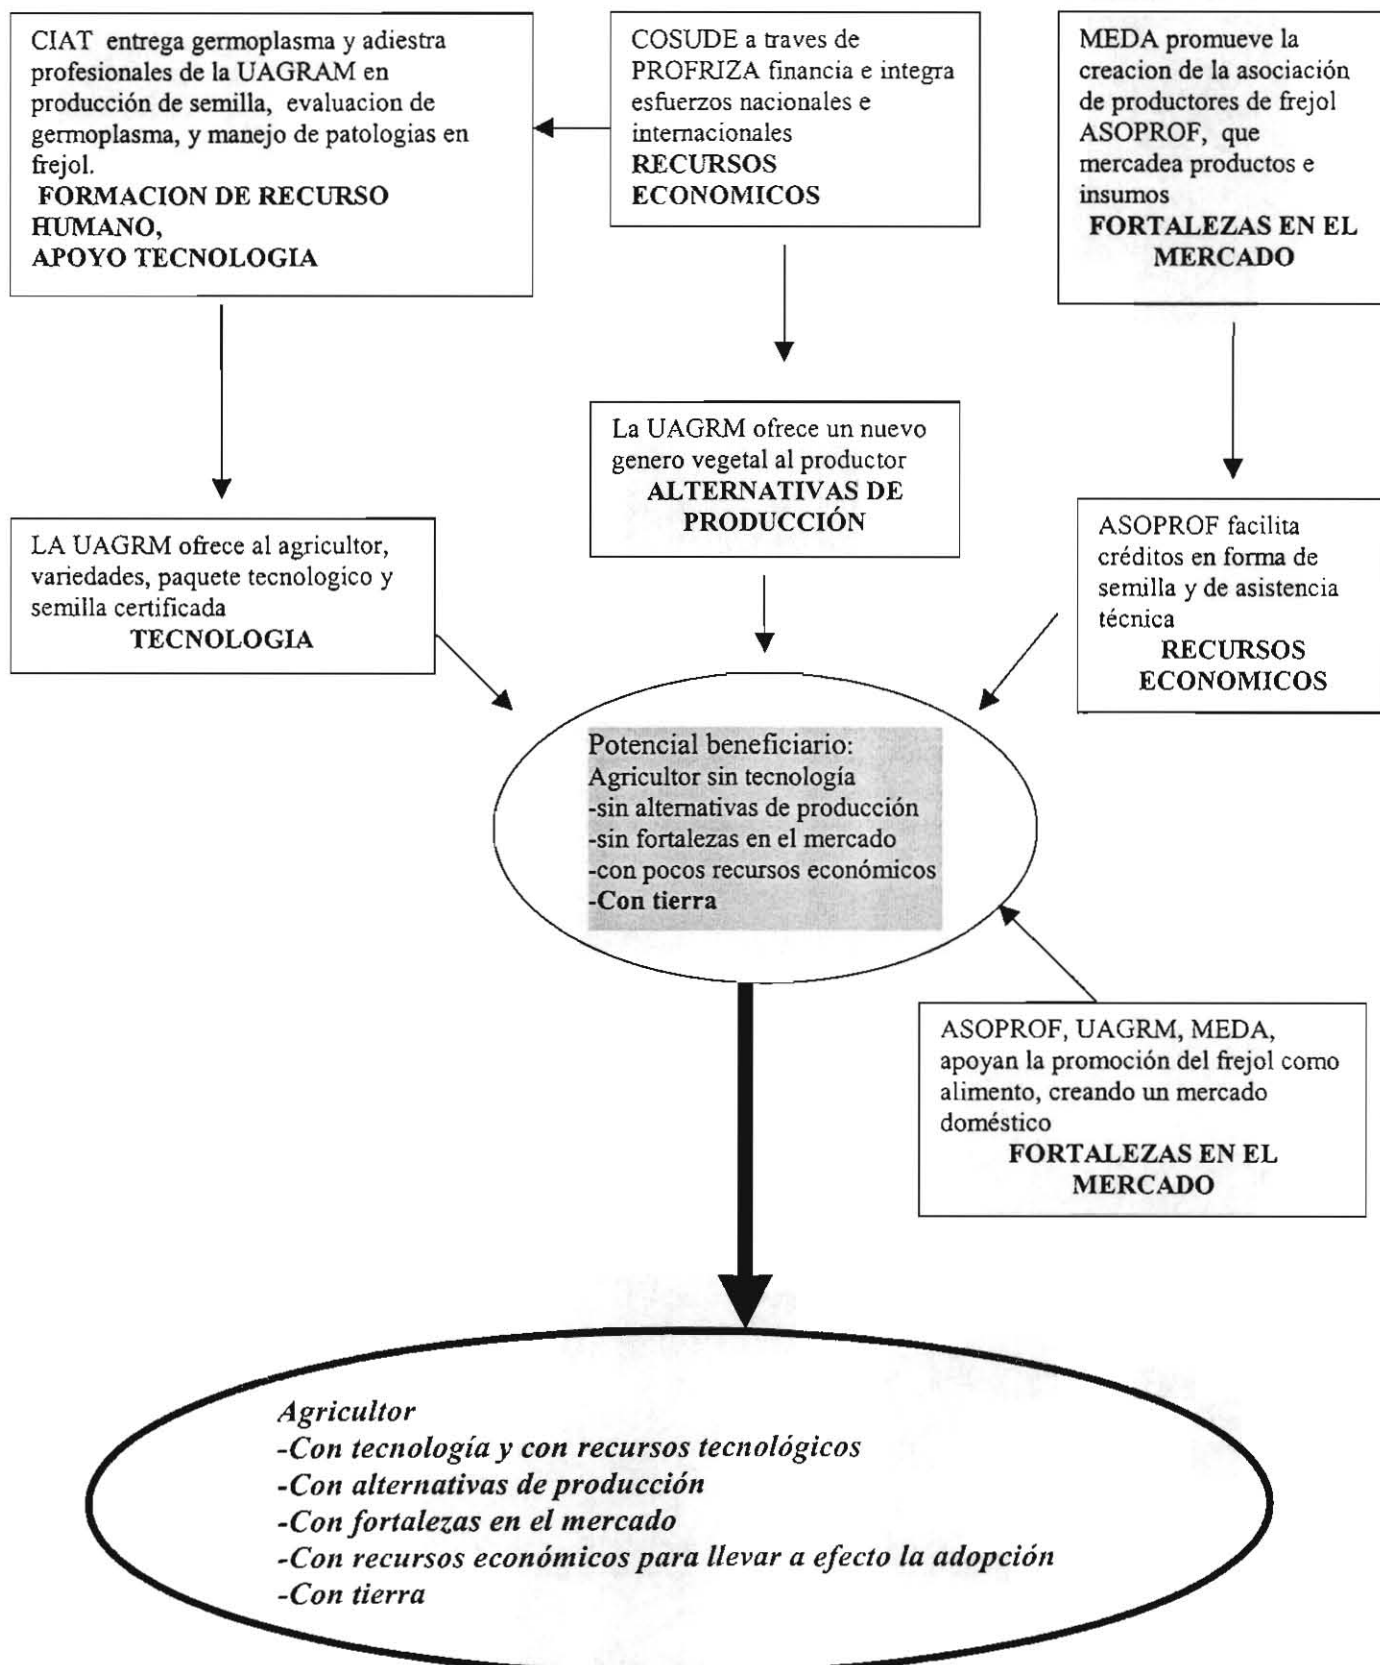 CIAT entrega germoplasma y adiestra
profesionales de la UAGRAM en
producción de semilla, evaluacion de
germoplasma, y manejo de patologias en
frejol.
FORMACION DE RECURSO
HUMANO,
APOYO TECNOLOGIA
COSUDE a traves de
PROFRIZA financia e integra
esfuerzos nacionales e
internacionales
RECURSOS
ECONOMICOS
MEDA promueve la
creacion de la asociación
de productores de frejol
ASOPROF, que
mercadea productos e
insumos
FORTALEZAS EN EL
MERCADO
La UAGRM ofrece un nuevo
genero vegetal al productor
ALTERNATIVAS DE
PRODUCCIÓN
LA UAGRM ofrece al agricultor,
variedades, paquete tecnologico y
semilla certificada
TECNOLOGIA
ASOPROF facilita
créditos en forma de
semilla y de asistencia
técnica
RECURSOS
ECONOMICOS
Potencial beneficiario:
Agricultor sin tecnología
-sin alternativas de producción
-sin fortalezas en el mercado
-con pocos recursos económicos
-Con tierra
ASOPROF, UAGRM, MEDA,
apoyan la promoción del frejol como
alimento, creando un mercado
doméstico
FORTALEZAS EN EL
MERCADO
Agricultor
-Con tecnología y con recursos tecnológicos
-Con alternativas de producción
-Con fortalezas en el mercado
-Con recursos económicos para llevar a efecto la adopción
-Con tierra